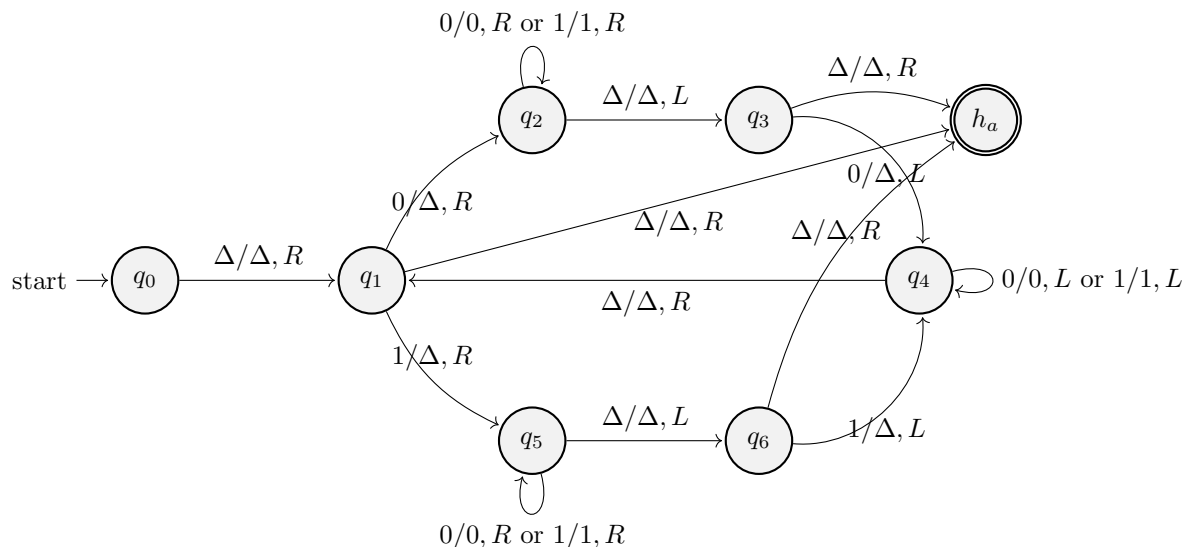 0/0, R or 1/1, R
Δ/Δ, R
Δ/Δ, L
q₂
q₃
hₐ
0/Δ, L
0/Δ, R
Δ/Δ, R
Δ/Δ, R
Δ/Δ, R
start
q₀
q₁
q₄
0/0, L or 1/1, L
Δ/Δ, R
1/Δ, R
Δ/Δ, L
1/Δ, L
q₅
q₆
0/0, R or 1/1, R